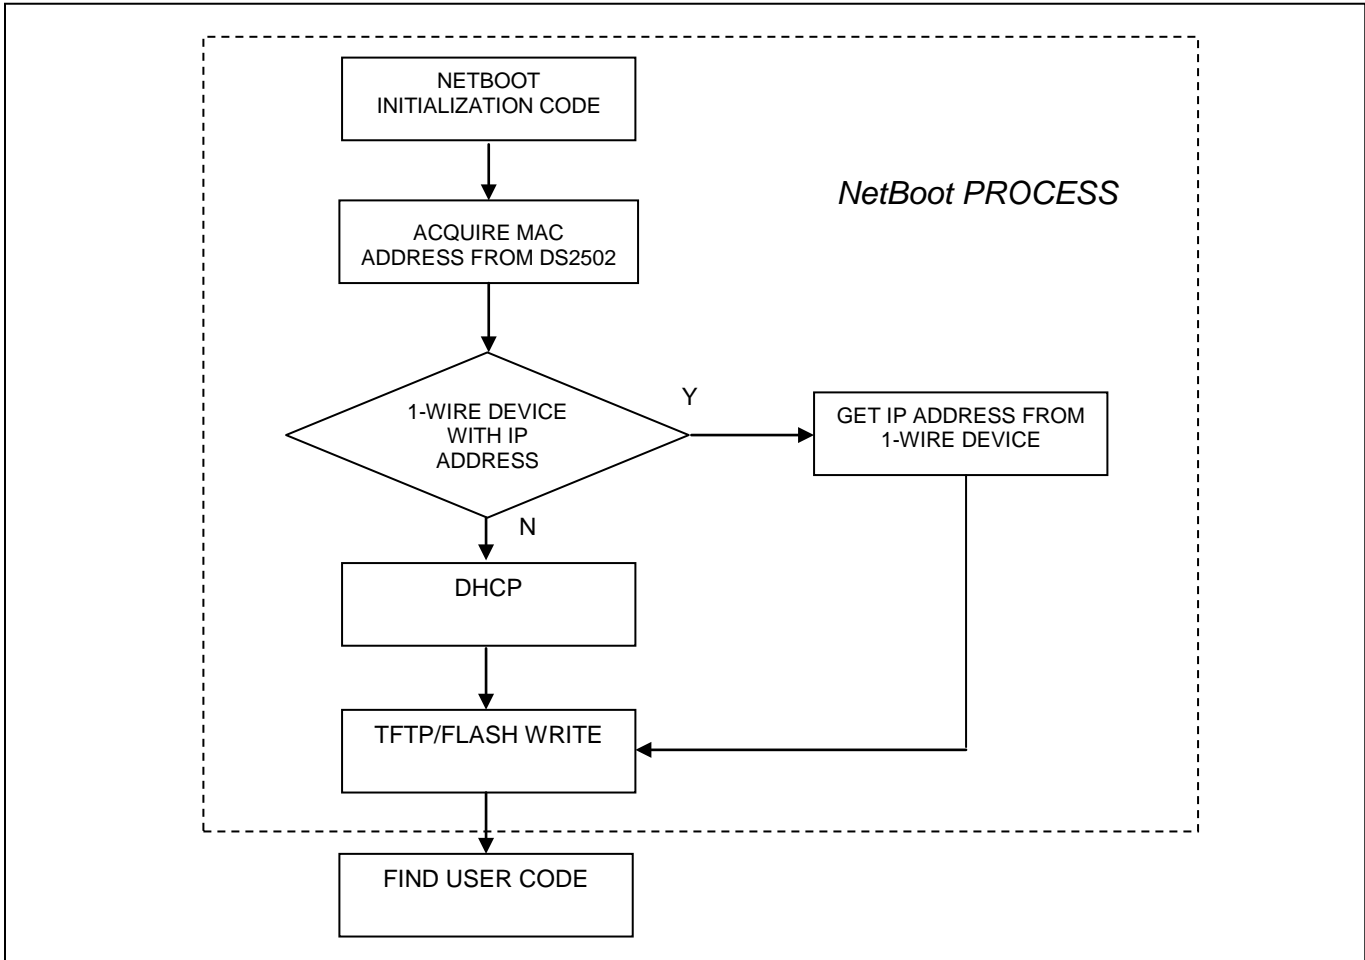 NETBOOT
INITIALIZATION CODE
NetBoot PROCESS
ACQUIRE MAC
ADDRESS FROM DS2502
1-WIRE DEVICE
WITH IP
ADDRESS
Y
GET IP ADDRESS FROM
1-WIRE DEVICE
N
DHCP
TFTP/FLASH WRITE
FIND USER CODE